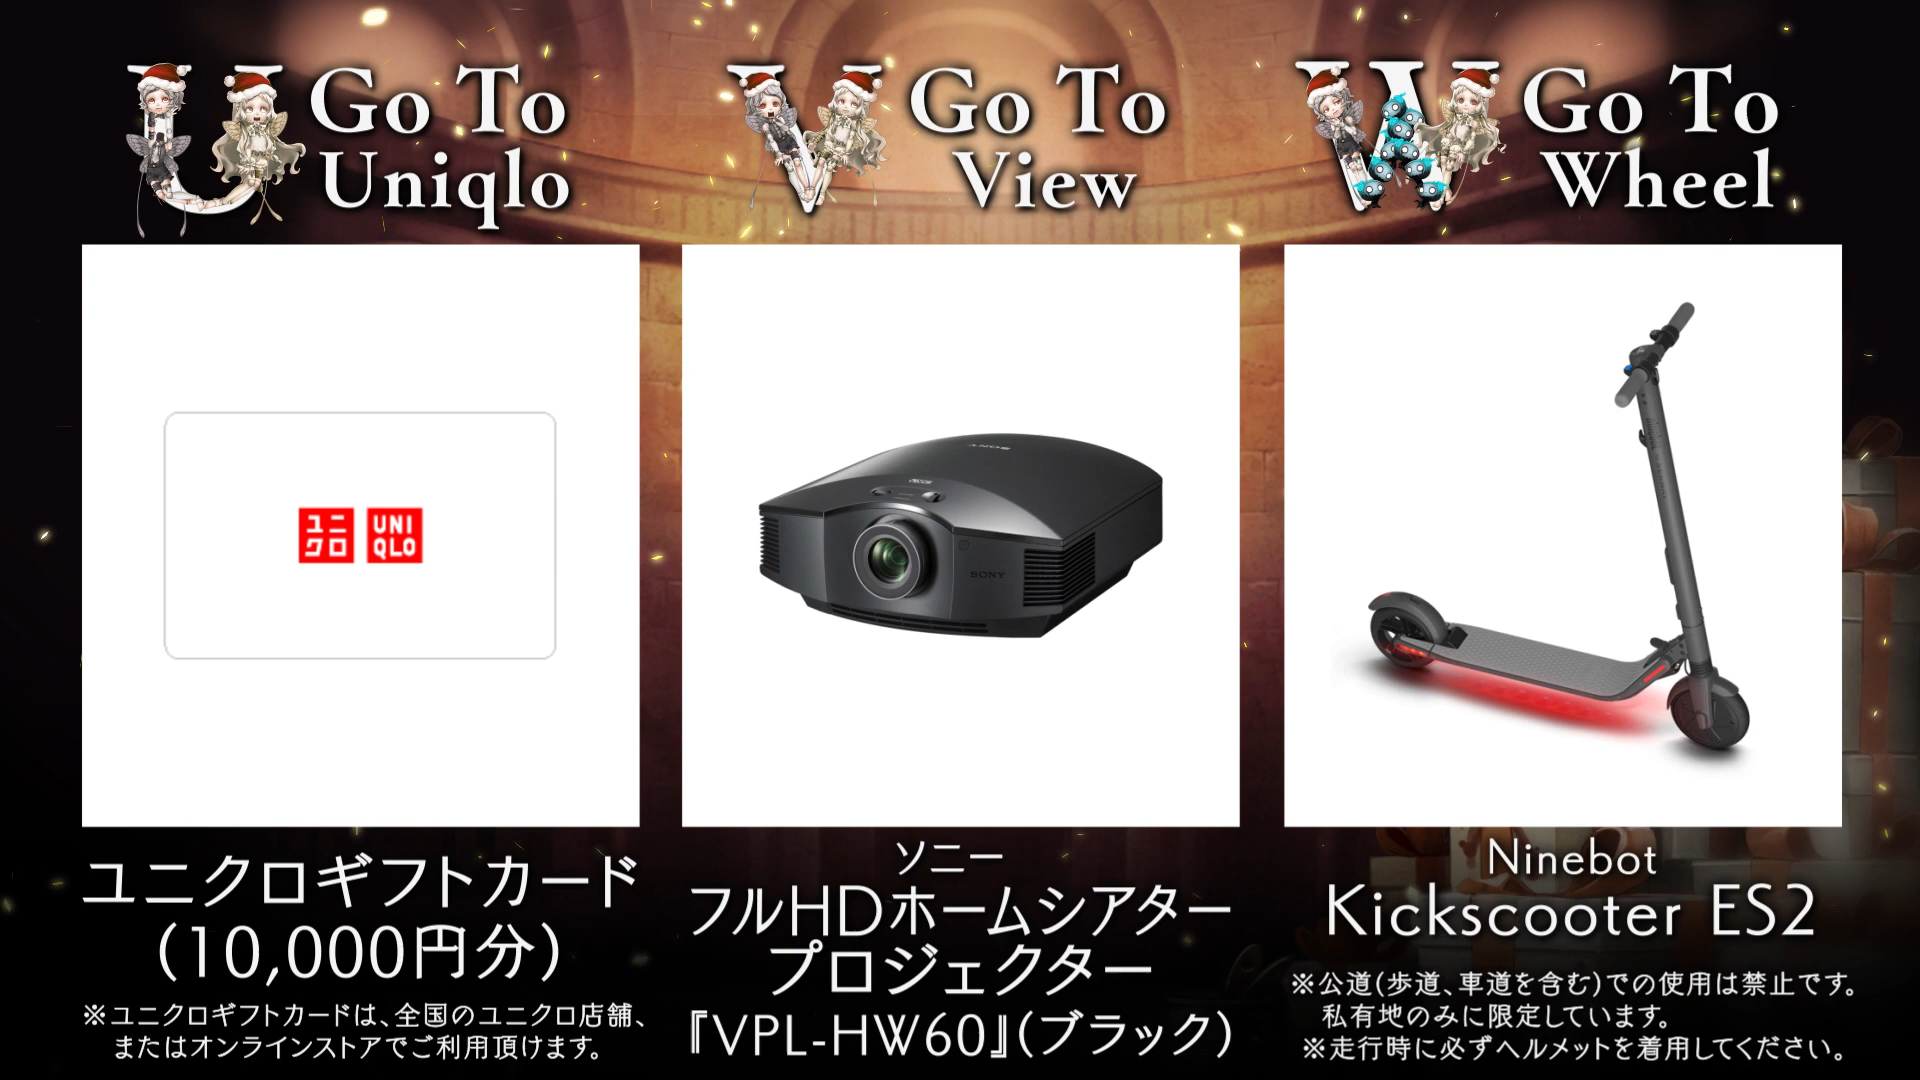 U Go To
Uniqlo
V Go To
View
W Go To
Wheel
ユニ
クロ
UNI
QLO
SONY
SONY
ユニクロギフトカード
(10,000円分)
※ユニクロギフトカードは、全国のユニクロ店舗、
またはオンラインストアでご利用頂けます。
ソニー
フルHDホームシアター
プロジェクター
『VPL-HW60』(ブラック)
Ninebot
Kickscooter ES2
※公道(歩道、車道を含む)での使用は禁止です。
私有地のみに限定しています。
※走行時に必ずヘルメットを着用してください。